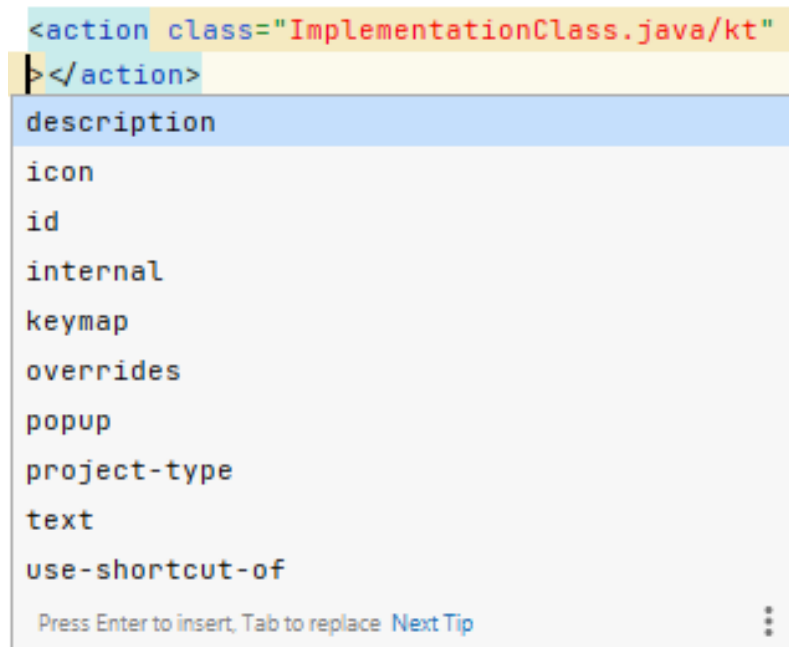 <action class="ImplementationClass.java/kt"
></action>
description
icon
id
internal
keymap
overrides
popup
project-type
text
use-shortcut-of
Press Enter to insert, Tab to replace Next Tip